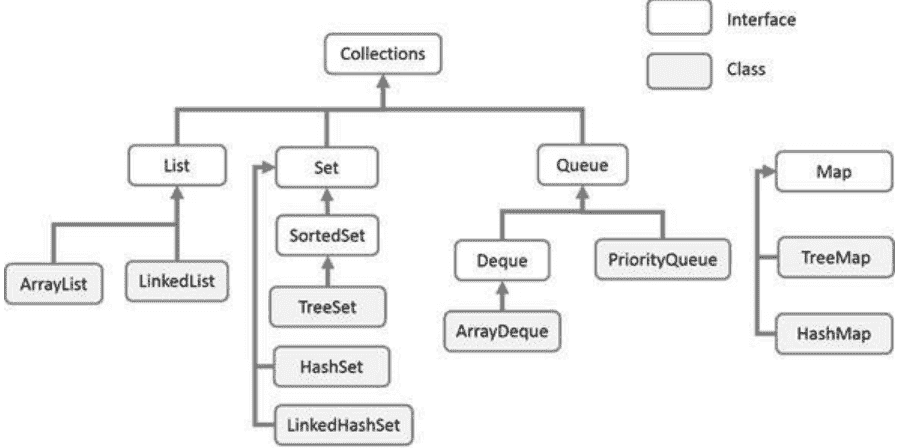 Interface
Collections
Class
List
Set
Queue
Map
SortedSet
Deque
PriorityQueue
TreeMap
ArrayList
LinkedList
TreeSet
ArrayDeque
HashMap
HashSet
LinkedHashSet